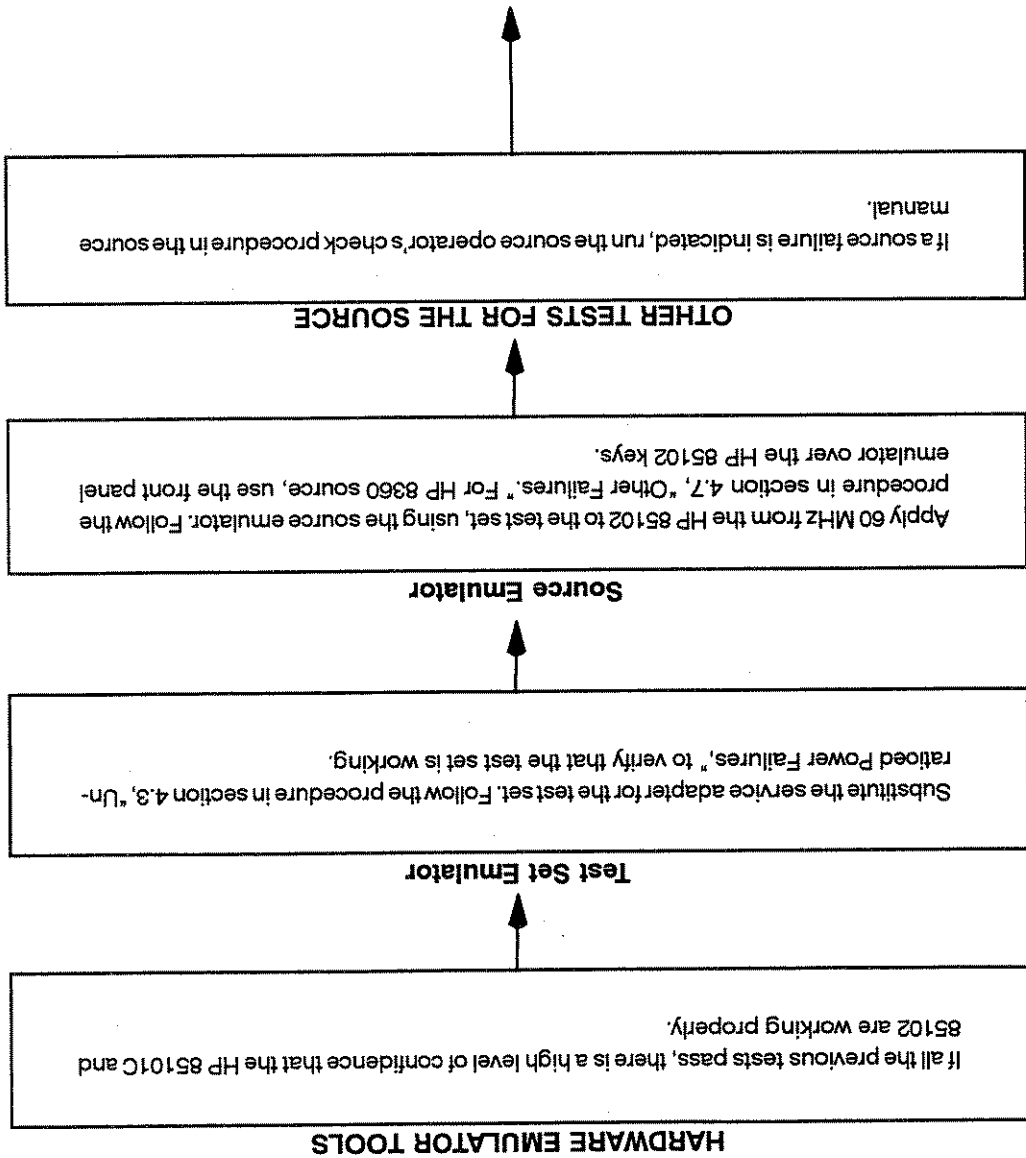 HARDWARE EMULATOR TOOLS
If all the previous tests pass, there is a high level of confidence that the HP 85101C and
85102 are working properly.
Test Set Emulator
Substitute the service adapter for the test set. Follow the procedure in section 4.3, "Un-
ratioed Power Failures," to verify that the test set is working.
Source Emulator
Apply 60 MHz from the HP 85102 to the test set, using the source emulator. Follow the
procedure in section 4.7, "Other Failures." For HP 8360 source, use the front panel
emulator over the HP 85102 keys.
OTHER TESTS FOR THE SOURCE
If a source failure is indicated, run the source operator's check procedure in the source
manual.